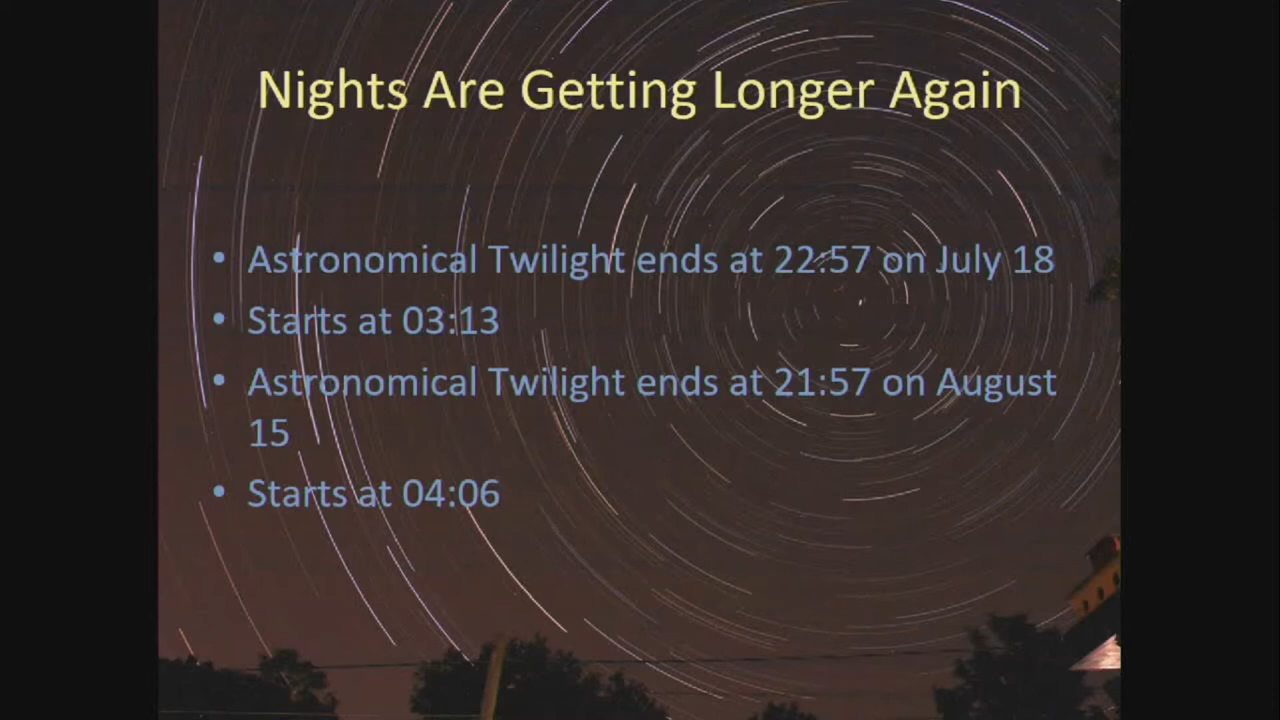 Nights Are Getting Longer Again
• Astronomical Twilight ends at 22:57 on July 18
• Starts at 03:13
• Astronomical Twilight ends at 21:57 on August
15
• Starts at 04:06